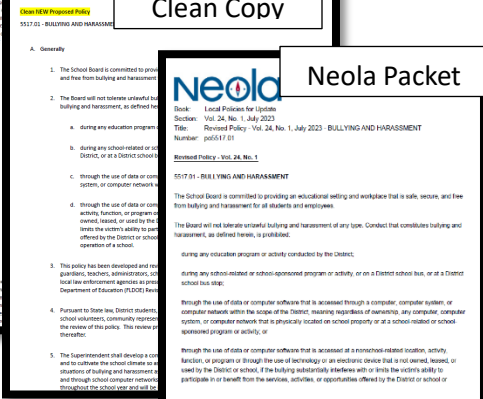 Clean Copy
Clean NEW Proposed Policy
5517.01 - BULLYING AND HARASSME
A. Generally
1. The School Board is committed to provi
and free from bullying and harassment
2. The Board will not tolerate unlawful bul
bullying and harassment, as defined her
a. during any education program o
b. during any school-related or sch
District, or at a District school b
c. through the use of data or comp
system, or computer network w
d. through the use of data or comp
activity, function, or program or
owned, leased, or used by the D
limits the victim's ability to part
offered by the District or school
operation of a school.
3. This policy has been developed and rev
guardians, teachers, administrators, sch
local law enforcement agencies as pres
Department of Education (FLDOE) Revis
4. Pursuant to State law, District students,
school volunteers, community represen
the review of this policy. This review pr
thereaf
5. The Superintendent shall develop a com
and to cultivate the school climate so a
situations of bullying and harassment a
and through school computer networks
throughout the school year and will be
Neola Packet
Neola
Book: Local Policies for Update
Section: Vol. 24, No. 1, July 2023
Title: Revised Policy - Vol. 24, No. 1, July 2023 - BULLYING AND HARASSMENT
Number: po5517.01
Revised Policy - Vol. 24, No. 1
5517.01 - BULLYING AND HARASSMENT
The School Board is committed to providing an educational setting and workplace that is safe, secure, and free
from bullying and harassment for all students and employees.
The Board will not tolerate unlawful bullying and harassment of any type. Conduct that constitutes bullying and
harassment, as defined herein, is prohibited:
during any education program or activity conducted by the District;
during any school-related or school-sponsored program or activity, or on a District school bus, or at a District
school bus stop;
through the use of data or computer software that is accessed through a computer, computer system, or
computer network within the scope of the District, meaning regardless of ownership, any computer, computer
system, or computer network that is physically located on school property or at a school-related or school-
sponsored program or activity; or
through the use of data or computer software that is accessed at a nonschool-related location, activity,
function, or program or through the use of technology or an electronic device that is not owned, leased, or
used by the District or school, if the bullying substantially interferes with or limits the victim's ability to
participate in or benefit from the services, activities, or opportunities offered by the District or school or